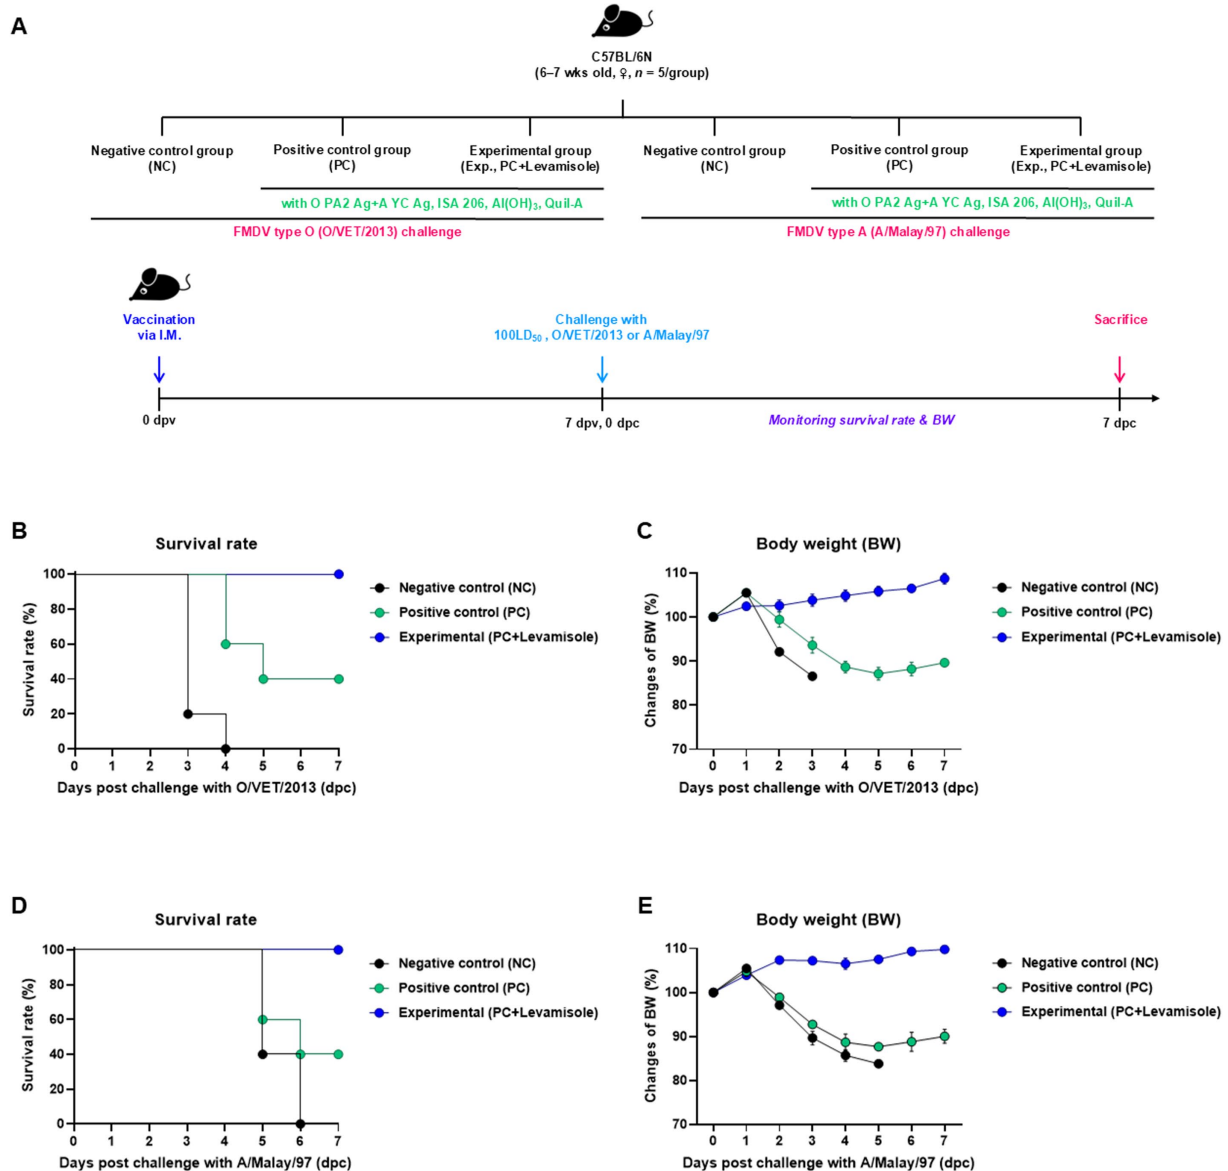 A
C57BL/6N
(6–7 wks old, ♀, n = 5/group)
Negative control group
(NC)
Positive control group
(PC)
Experimental group
(Exp., PC+Levamisole)
Negative control group
(NC)
Positive control group
(PC)
Experimental group
(Exp., PC+Levamisole)
with O PA2 Ag+A YC Ag, ISA 206, Al(OH)₃, Quil-A
with O PA2 Ag+A YC Ag, ISA 206, Al(OH)₃, Quil-A
FMDV type O (O/VET/2013) challenge
FMDV type A (A/Malay/97) challenge
Vaccination
via I.M.
Challenge with
100LD₅₀ , O/VET/2013 or A/Malay/97
Sacrifice
0 dpv
7 dpv, 0 dpc
Monitoring survival rate & BW
7 dpc
B
Survival rate
Survival rate (%)
100
80
60
40
20
0
0 1 2 3 4 5 6 7
Days post challenge with O/VET/2013 (dpc)
Negative control (NC)
Positive control (PC)
Experimental (PC+Levamisole)
C
Body weight (BW)
Changes of BW (%)
110
100
90
80
70
0 1 2 3 4 5 6 7
Days post challenge with O/VET/2013 (dpc)
Negative control (NC)
Positive control (PC)
Experimental (PC+Levamisole)
D
Survival rate
Survival rate (%)
100
80
60
40
20
0
0 1 2 3 4 5 6 7
Days post challenge with A/Malay/97 (dpc)
Negative control (NC)
Positive control (PC)
Experimental (PC+Levamisole)
E
Body weight (BW)
Changes of BW (%)
110
100
90
80
70
0 1 2 3 4 5 6 7
Days post challenge with A/Malay/97 (dpc)
Negative control (NC)
Positive control (PC)
Experimental (PC+Levamisole)